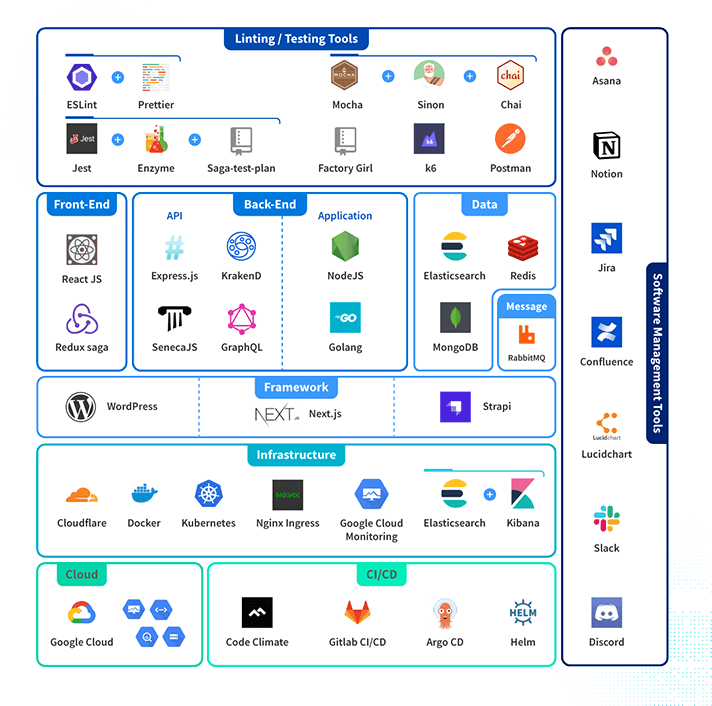 Linting / Testing Tools
ESLint
Prettier
MOCHA
Mocha
Sinon
chai
Chai
Jest
Jest
Enzyme
Saga-test-plan
Factory Girl
k6
k6
Postman
Front-End
React JS
Redux saga
Back-End
API
Application
Express.js
KrakenD
NodeJS
SenecaJS
GraphQL
GO
Golang
Data
Elasticsearch
Redis
MongoDB
Message
RabbitMQ
Framework
WordPress
NEXT.JS
Next.js
Strapi
Infrastructure
Cloudflare
Docker
Kubernetes
NGINX
Nginx Ingress
Google Cloud
Monitoring
Elasticsearch
Kibana
Cloud
Google Cloud
CI/CD
Code Climate
Gitlab CI/CD
Argo CD
HELM
Helm
Software Management Tools
Asana
Notion
Jira
Confluence
Lucidchart
Lucidchart
Slack
Discord